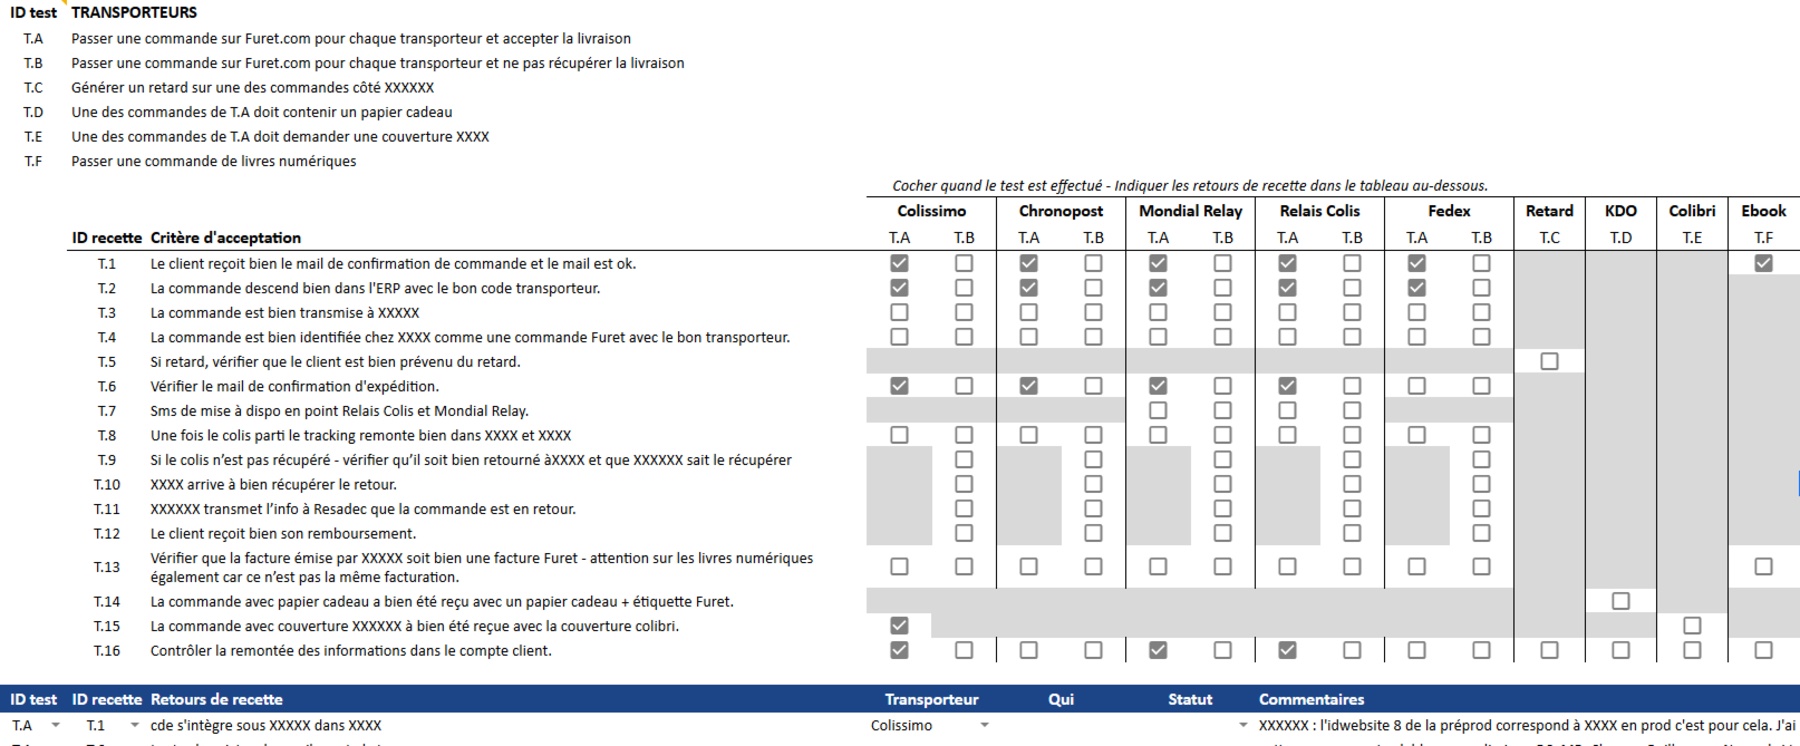 ID test TRANSPORTEURS
T.A Passer une commande sur Furet.com pour chaque transporteur et accepter la livraison
T.B Passer une commande sur Furet.com pour chaque transporteur et ne pas récupérer la livraison
T.C Générer un retard sur une des commandes côté XXXXXX
T.D Une des commandes de T.A doit contenir un papier cadeau
T.E Une des commandes de T.A doit demander une couverture XXXX
T.F Passer une commande de livres numériques
Cocher quand le test est effectué - Indiquer les retours de recette dans le tableau au-dessous.
Colissimo Chronopost Mondial Relay Relais Colis Fedex Retard KDO Colibri Ebook
ID recette Critère d'acceptation T.A T.B T.A T.B T.A T.B T.A T.B T.A T.B T.C T.D T.E T.F
T.1 Le client reçoit bien le mail de confirmation de commande et le mail est ok.
T.2 La commande descend bien dans l'ERP avec le bon code transporteur.
T.3 La commande est bien transmise à XXXXX
T.4 La commande est bien identifiée chez XXXX comme une commande Furet avec le bon transporteur.
T.5 Si retard, vérifier que le client est bien prévenu du retard.
T.6 Vérifier le mail de confirmation d'expédition.
T.7 Sms de mise à dispo en point Relais Colis et Mondial Relay.
T.8 Une fois le colis parti le tracking remonte bien dans XXXX et XXXX
T.9 Si le colis n’est pas récupéré - vérifier qu’il soit bien retourné àXXXX et que XXXXXX sait le récupérer
T.10 XXXX arrive à bien récupérer le retour.
T.11 XXXXXX transmet l’info à Resadec que la commande est en retour.
T.12 Le client reçoit bien son remboursement.
T.13 Vérifier que la facture émise par XXXXX soit bien une facture Furet - attention sur les livres numériques
également car ce n’est pas la même facturation.
T.14 La commande avec papier cadeau a bien été reçu avec un papier cadeau + étiquette Furet.
T.15 La commande avec couverture XXXXXX à bien été reçue avec la couverture colibri.
T.16 Contrôler la remontée des informations dans le compte client.
ID test ID recette Retours de recette Transporteur Qui Statut Commentaires
T.A T.1 cde s'intègre sous XXXXX dans XXXX Colissimo XXXXXX : l'idwebsite 8 de la préprod correspond à XXXX en prod c'est pour cela. J'ai